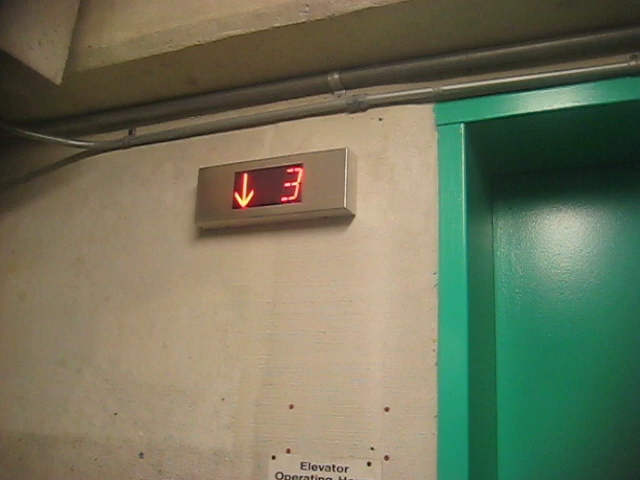 ↓ 3
Elevator
Operating